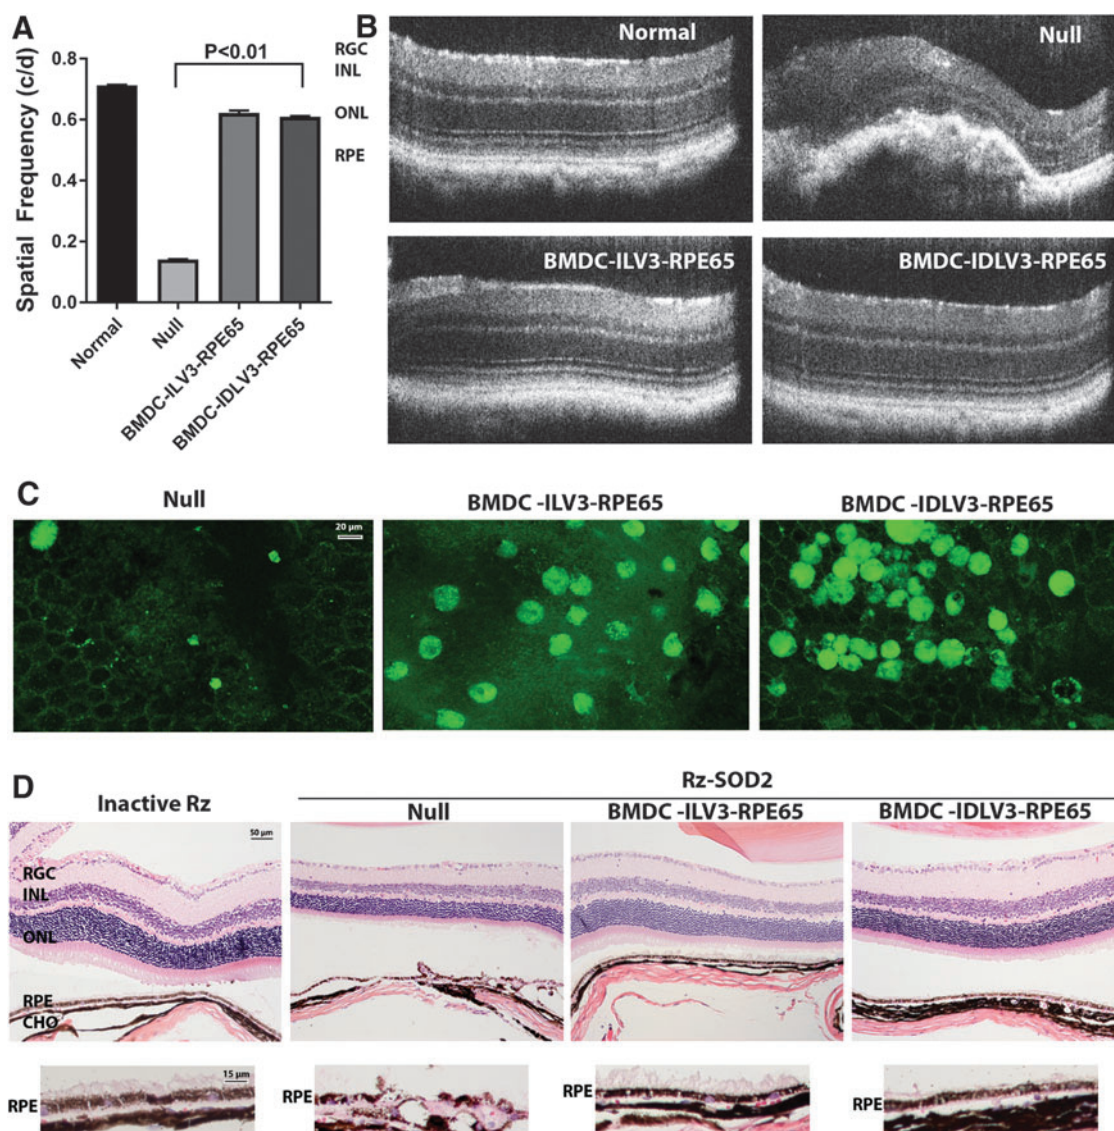 A
P<0.01
Spatial Frequency (c/d)
0.8
0.6
0.4
0.2
0.0
Normal
Null
BMDC-ILV3-RPE65
BMDC-IDLV3-RPE65
RGC
INL
ONL
RPE
B
Normal
Null
BMDC-ILV3-RPE65
BMDC-IDLV3-RPE65
C
Null
BMDC -ILV3-RPE65
BMDC -IDLV3-RPE65
20 μm
D
Rz-SOD2
Inactive Rz
Null
BMDC -ILV3-RPE65
BMDC -IDLV3-RPE65
50 μm
RGC
INL
ONL
RPE
CHO
15 μm
RPE
RPE
RPE
RPE